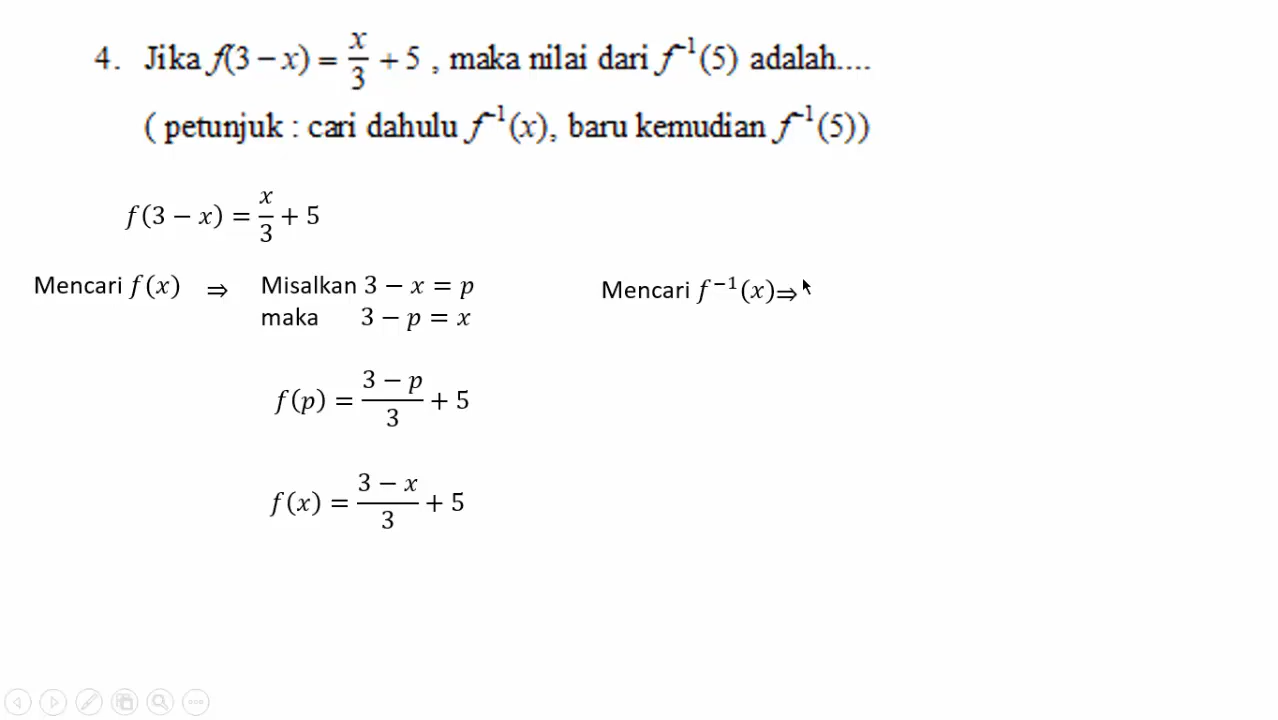 4. Jika f(3 − x) = x/3 + 5 , maka nilai dari f⁻¹(5) adalah....
( petunjuk : cari dahulu f⁻¹(x), baru kemudian f⁻¹(5))
f(3 − x) = x/3 + 5
Mencari f(x) ⇒ Misalkan 3 − x = p
maka 3 − p = x
f(p) = (3 − p)/3 + 5
f(x) = (3 − x)/3 + 5
Mencari f⁻¹(x)⇒